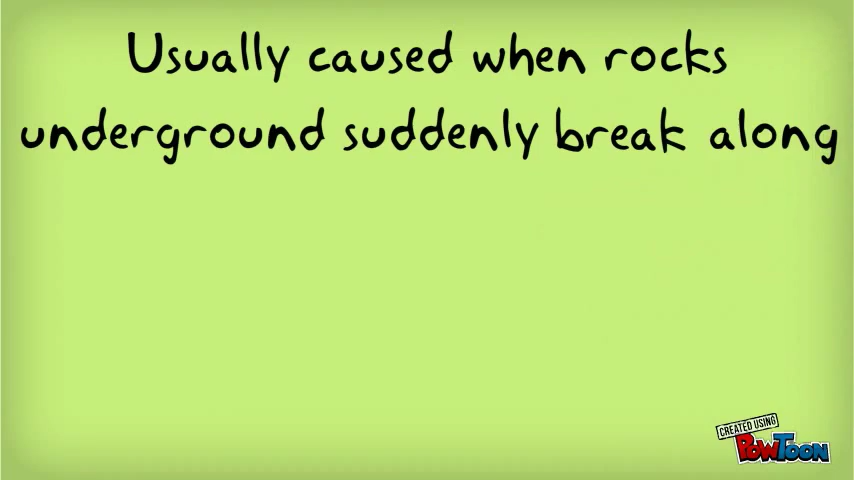 Usually caused when rocks
underground suddenly break along
CREATED USING
POWTOON